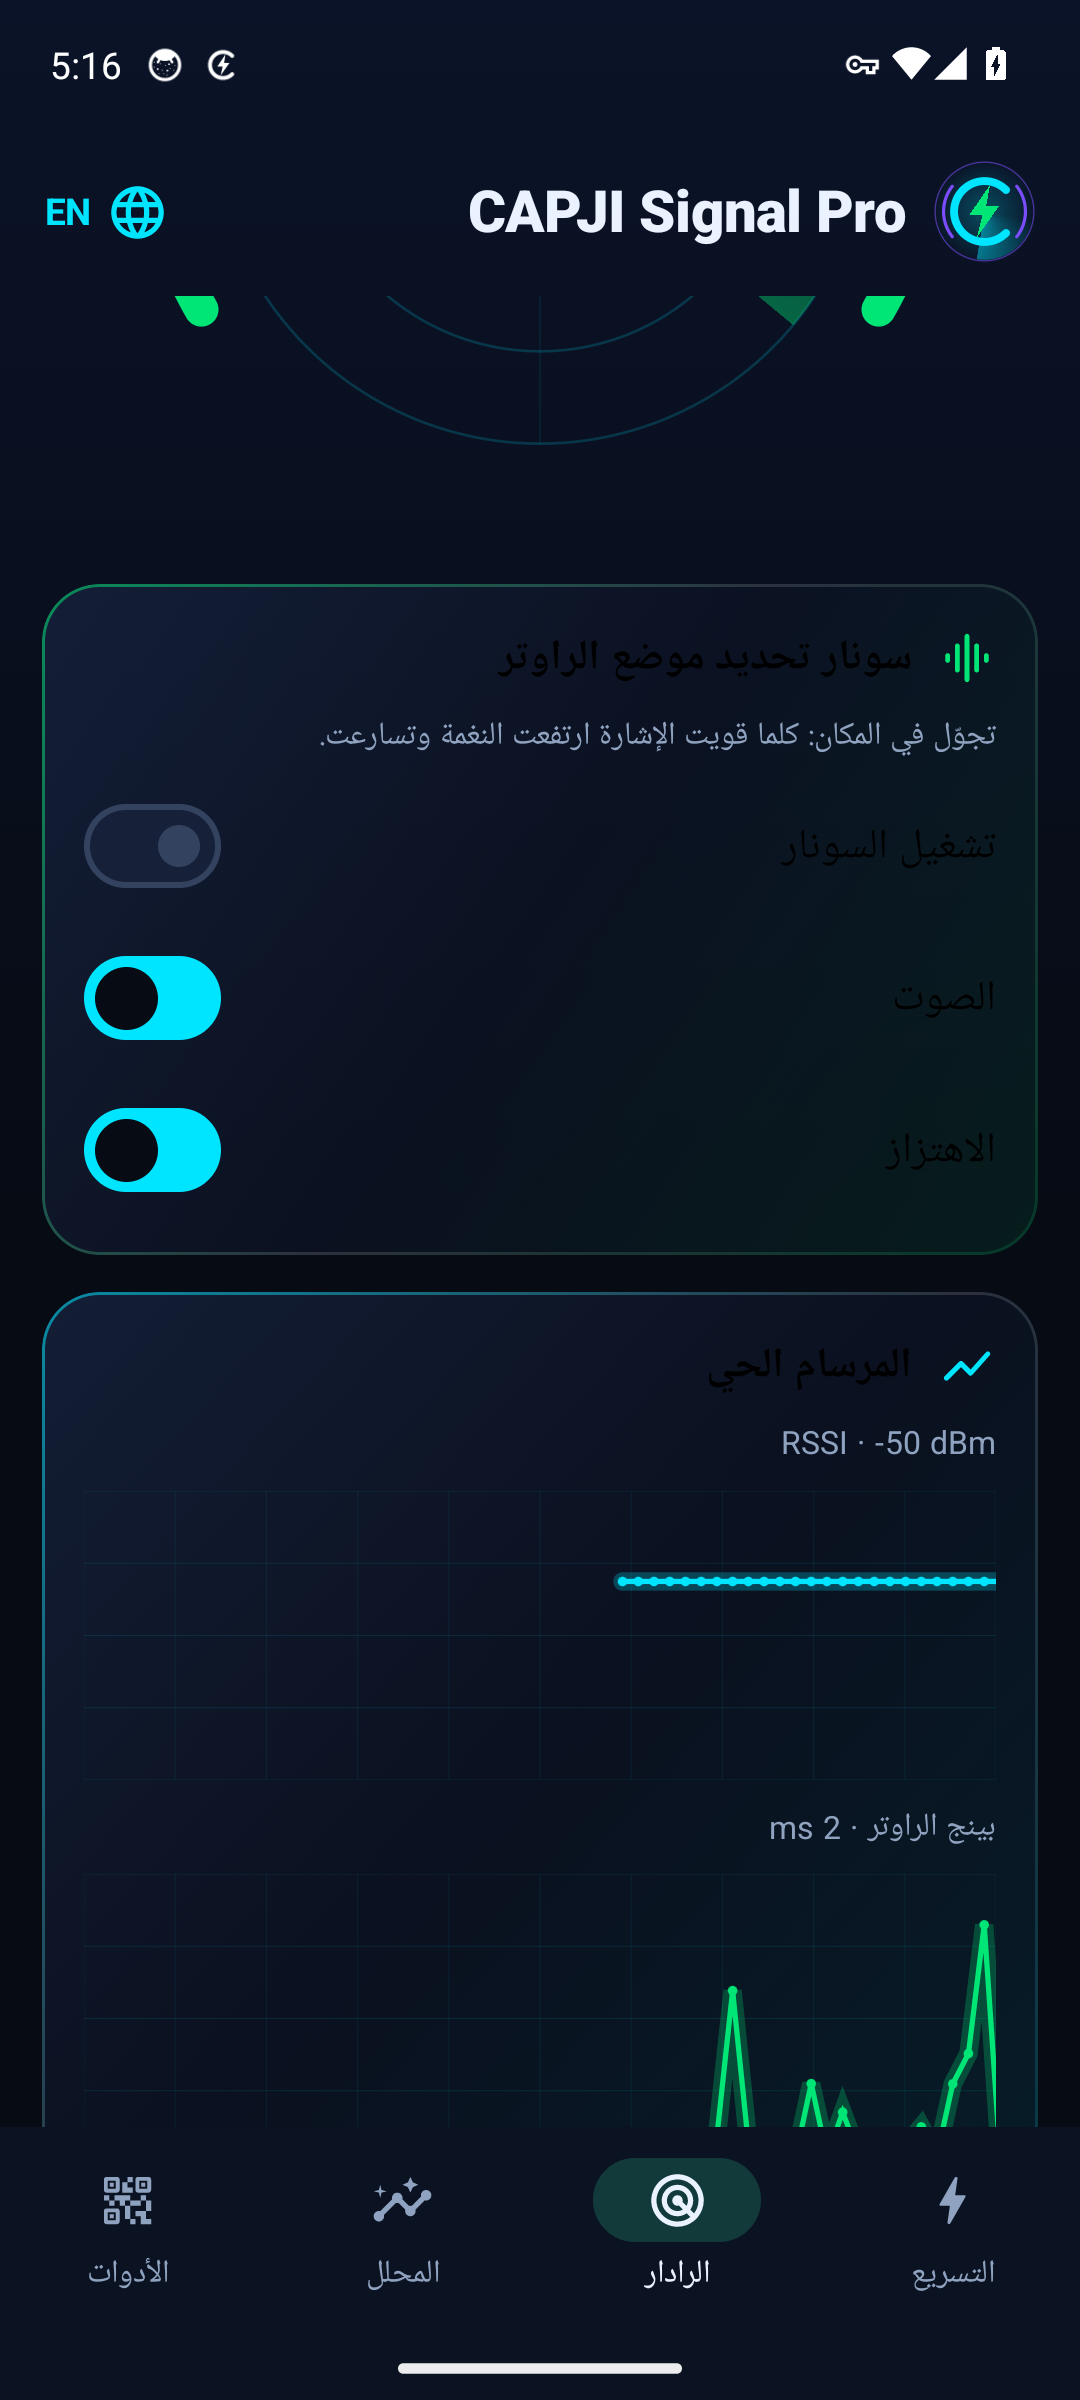 5:16
CAPJI Signal Pro
EN
سونار تحديد موضع الراوتر
تجوّل في المكان: كلما قويت الإشارة ارتفعت النغمة وتسارعت.
تشغيل السونار
الصوت
الاهتزاز
المرسام الحي
RSSI · -50 dBm
بينج الراوتر · 2 ms
التسريع
الرادار
المحلل
الأدوات